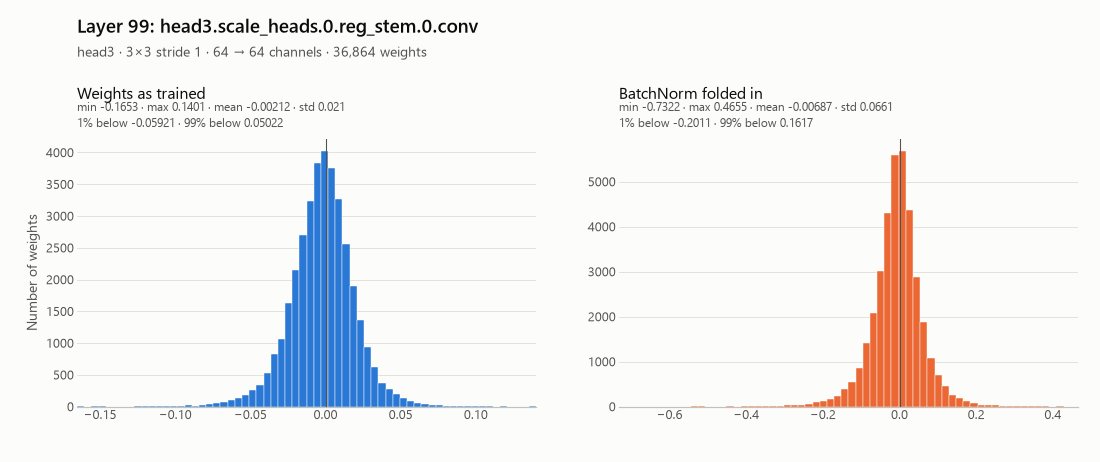 Layer 99: head3.scale_heads.0.reg_stem.0.conv
head3 · 3×3 stride 1 · 64 → 64 channels · 36,864 weights
Weights as trained
min -0.1653 · max 0.1401 · mean -0.00212 · std 0.021
1% below -0.05921 · 99% below 0.05022
Number of weights
4000
3500
3000
2500
2000
1500
1000
500
0
−0.15 −0.10 −0.05 0.00 0.05 0.10
BatchNorm folded in
min -0.7322 · max 0.4655 · mean -0.00687 · std 0.0661
1% below -0.2011 · 99% below 0.1617
5000
4000
3000
2000
1000
0
−0.6 −0.4 −0.2 0.0 0.2 0.4